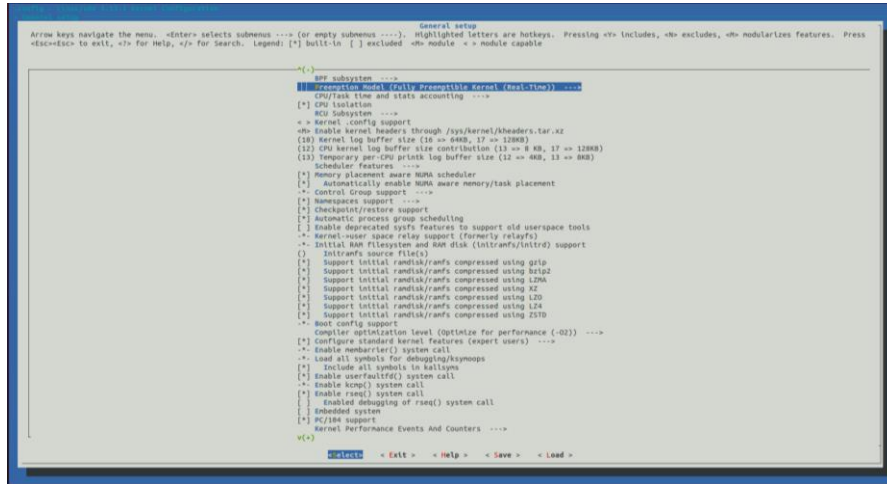 General setup
Arrow keys navigate the menu. <Enter> selects submenus ---> (or empty submenus ----). Highlighted letters are hotkeys. Pressing <Y> includes, <N> excludes, <M> modularizes features. Press
<Esc><Esc> to exit, <?> for Help, </> for Search. Legend: [*] built-in [ ] excluded <M> module < > module capable
^(-)
BPF subsystem --->
Preemption Model (Fully Preemptible Kernel (Real-Time)) --->
CPU/Task time and stats accounting --->
[*] CPU isolation
RCU Subsystem --->
< > Kernel .config support
<M> Enable kernel headers through /sys/kernel/kheaders.tar.xz
(18) Kernel log buffer size (16 => 64KB, 17 => 128KB)
(12) CPU kernel log buffer size contribution (13 => 8 KB, 17 => 128KB)
(13) Temporary per-CPU printk log buffer size (12 => 4KB, 13 => 8KB)
Scheduler features --->
[*] Memory placement aware NUMA scheduler
[*] Automatically enable NUMA aware memory/task placement
-*- Control Group support --->
[*] Namespaces support --->
[*] Checkpoint/restore support
[*] Automatic process group scheduling
[ ] Enable deprecated sysfs features to support old userspace tools
-*- Kernel->user space relay support (formerly relayfs)
-*- Initial RAM filesystem and RAM disk (initramfs/initrd) support
() Initramfs source file(s)
[*] Support initial ramdisk/ramfs compressed using gzip
[*] Support initial ramdisk/ramfs compressed using bzip2
[*] Support initial ramdisk/ramfs compressed using LZMA
[*] Support initial ramdisk/ramfs compressed using XZ
[*] Support initial ramdisk/ramfs compressed using LZO
[*] Support initial ramdisk/ramfs compressed using LZ4
[*] Support initial ramdisk/ramfs compressed using ZSTD
-*- Boot config support
Compiler optimization level (Optimize for performance (-O2)) --->
[*] Configure standard kernel features (expert users) --->
-*- Enable membarrier() system call
-*- Load all symbols for debugging/ksymoops
[*] Include all symbols in kallsyms
[*] Enable userfaultfd() system call
-*- Enable kcmp() system call
[*] Enable rseq() system call
[ ] Enabled debugging of rseq() system call
[ ] Embedded system
[*] PC/104 support
Kernel Performance Events And Counters --->
v(+)
<Select> < Exit > < Help > < Save > < Load >